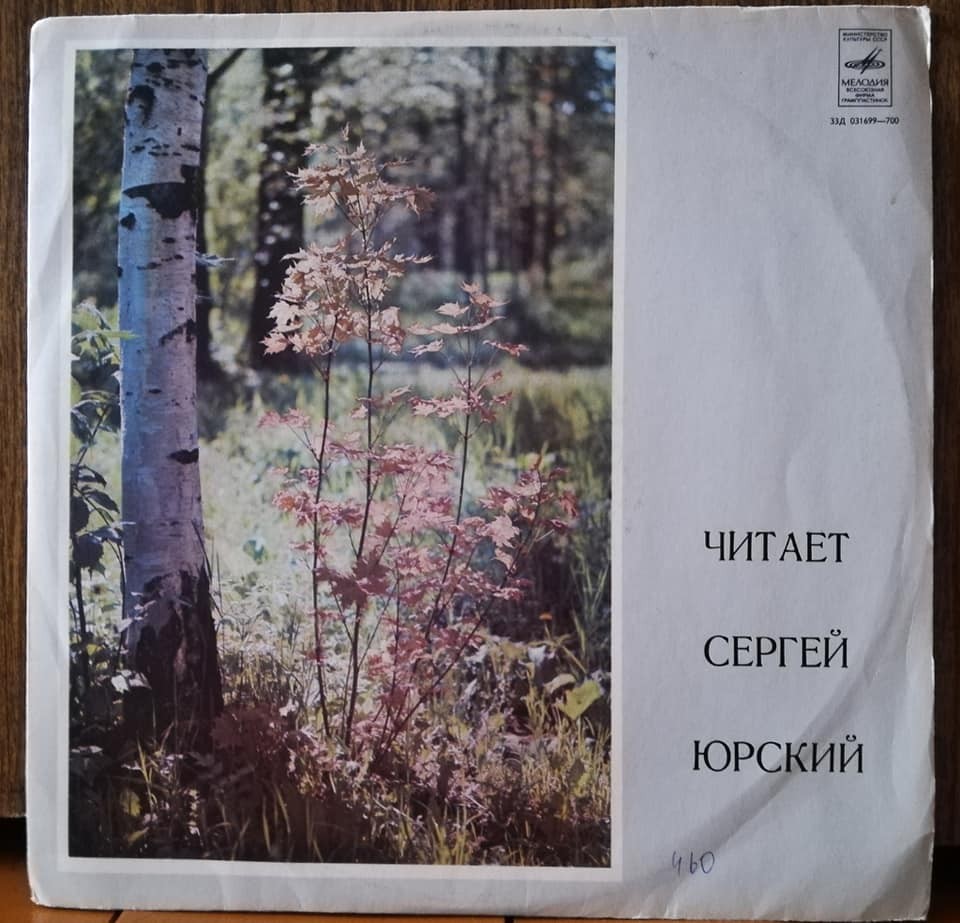 МИНИСТЕРСТВО
КУЛЬТУРЫ СССР
МЕЛОДИЯ
ВСЕСОЮЗНАЯ
ФИРМА
ГРАМПЛАСТИНОК
33Д 031699—700
ЧИТАЕТ
СЕРГЕЙ
ЮРСКИЙ
460